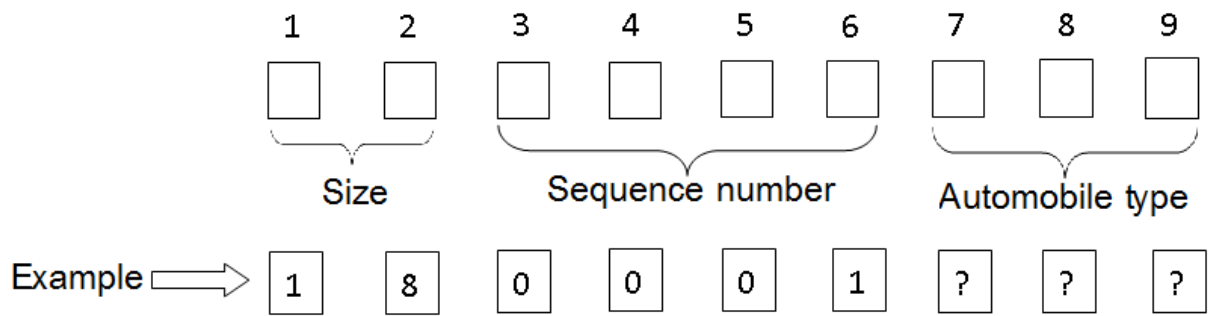 1 2 3 4 5 6 7 8 9
Size Sequence number Automobile type
Example 1 8 0 0 0 1 ? ? ?